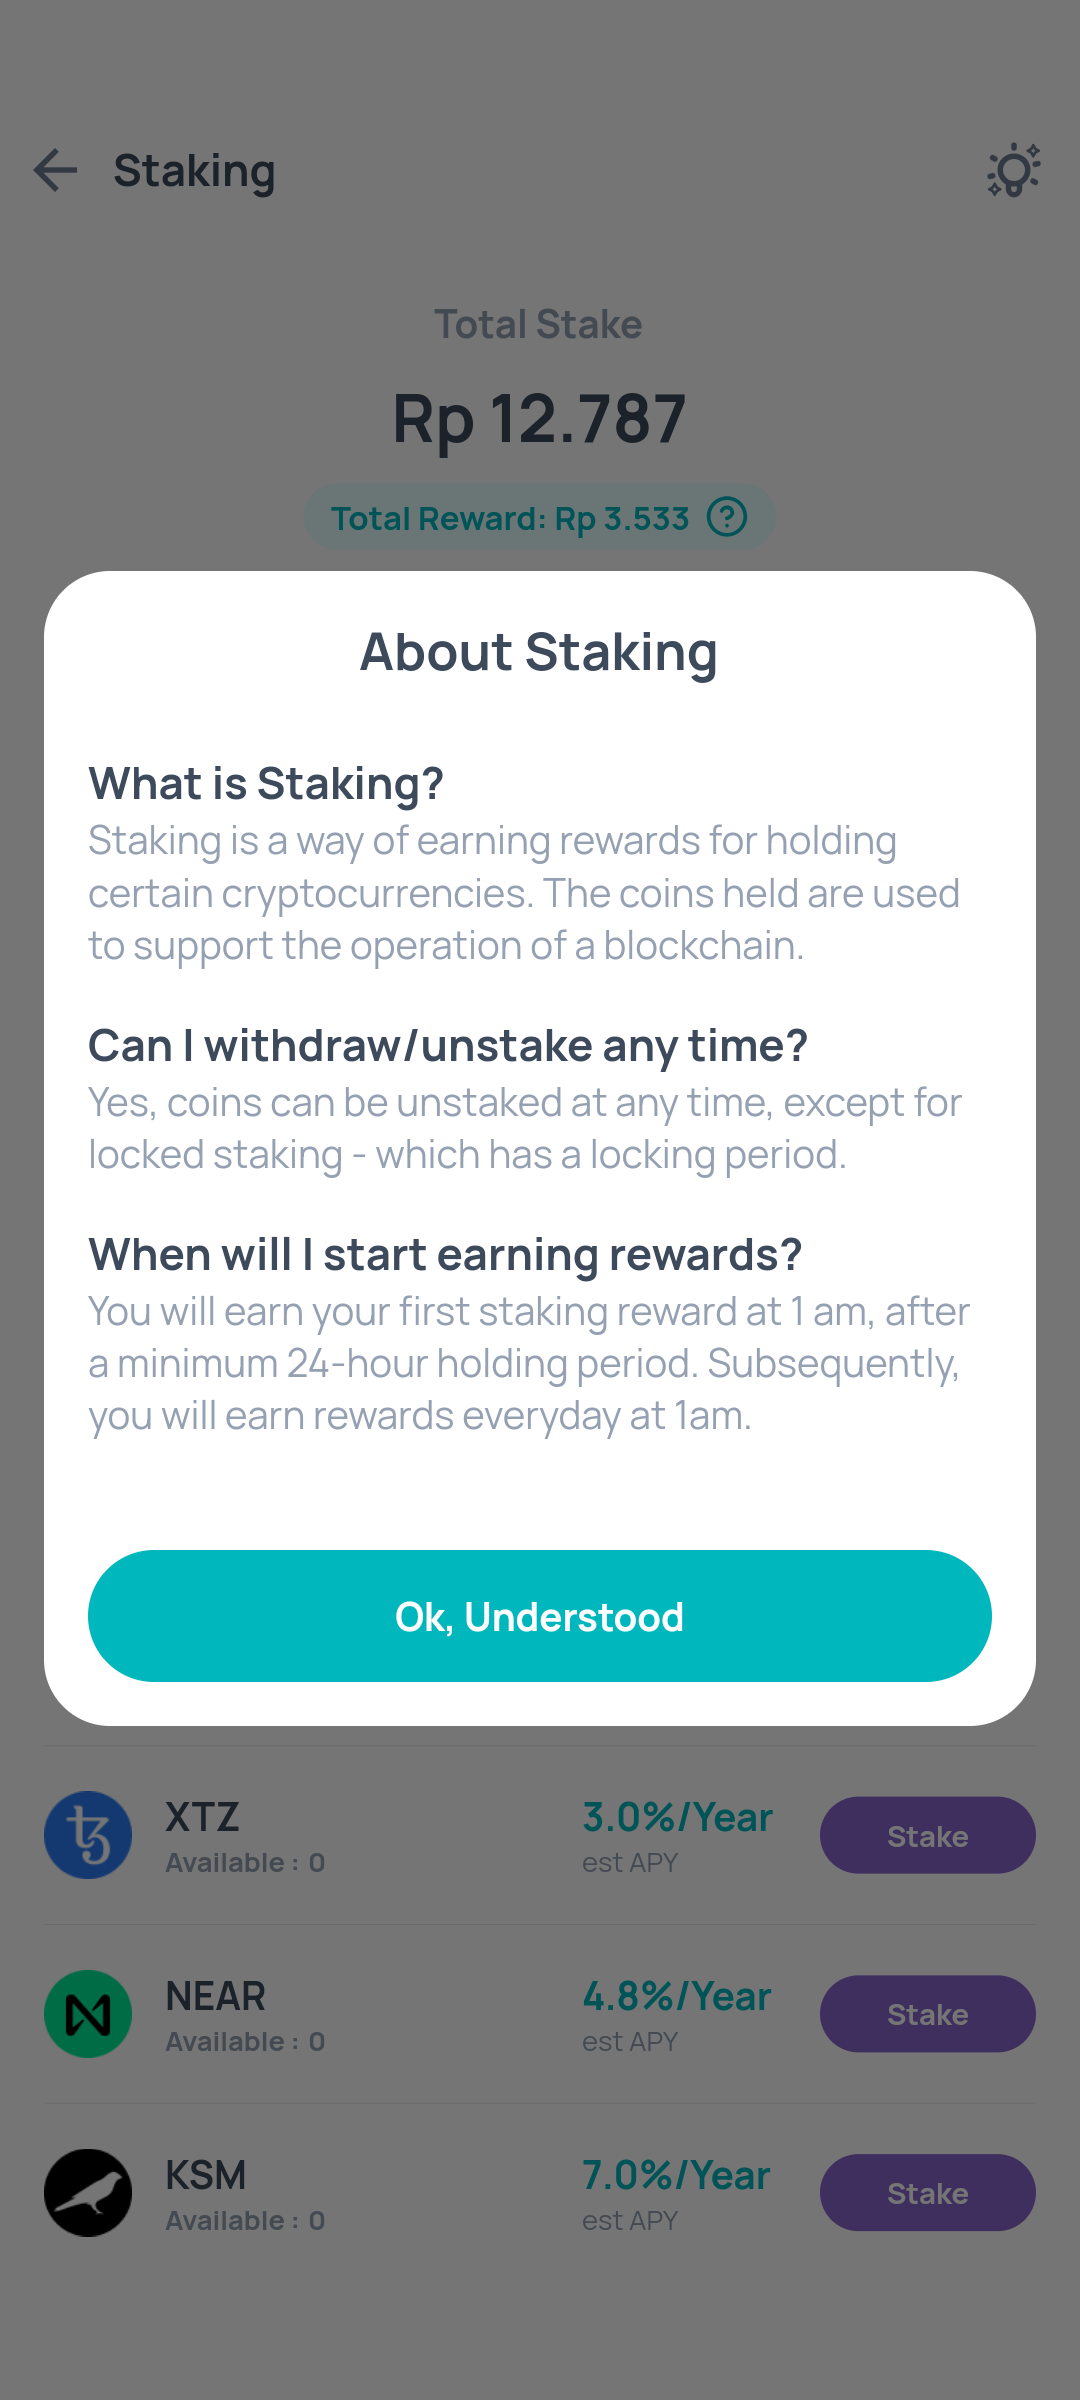 Staking
Total Stake
Rp 12.787
Total Reward: Rp 3.533
About Staking
What is Staking?
Staking is a way of earning rewards for holding
certain cryptocurrencies. The coins held are used
to support the operation of a blockchain.
Can I withdraw/unstake any time?
Yes, coins can be unstaked at any time, except for
locked staking - which has a locking period.
When will I start earning rewards?
You will earn your first staking reward at 1 am, after
a minimum 24-hour holding period. Subsequently,
you will earn rewards everyday at 1am.
Ok, Understood
XTZ
Available : 0
3.0%/Year
est APY
Stake
NEAR
Available : 0
4.8%/Year
est APY
Stake
KSM
Available : 0
7.0%/Year
est APY
Stake